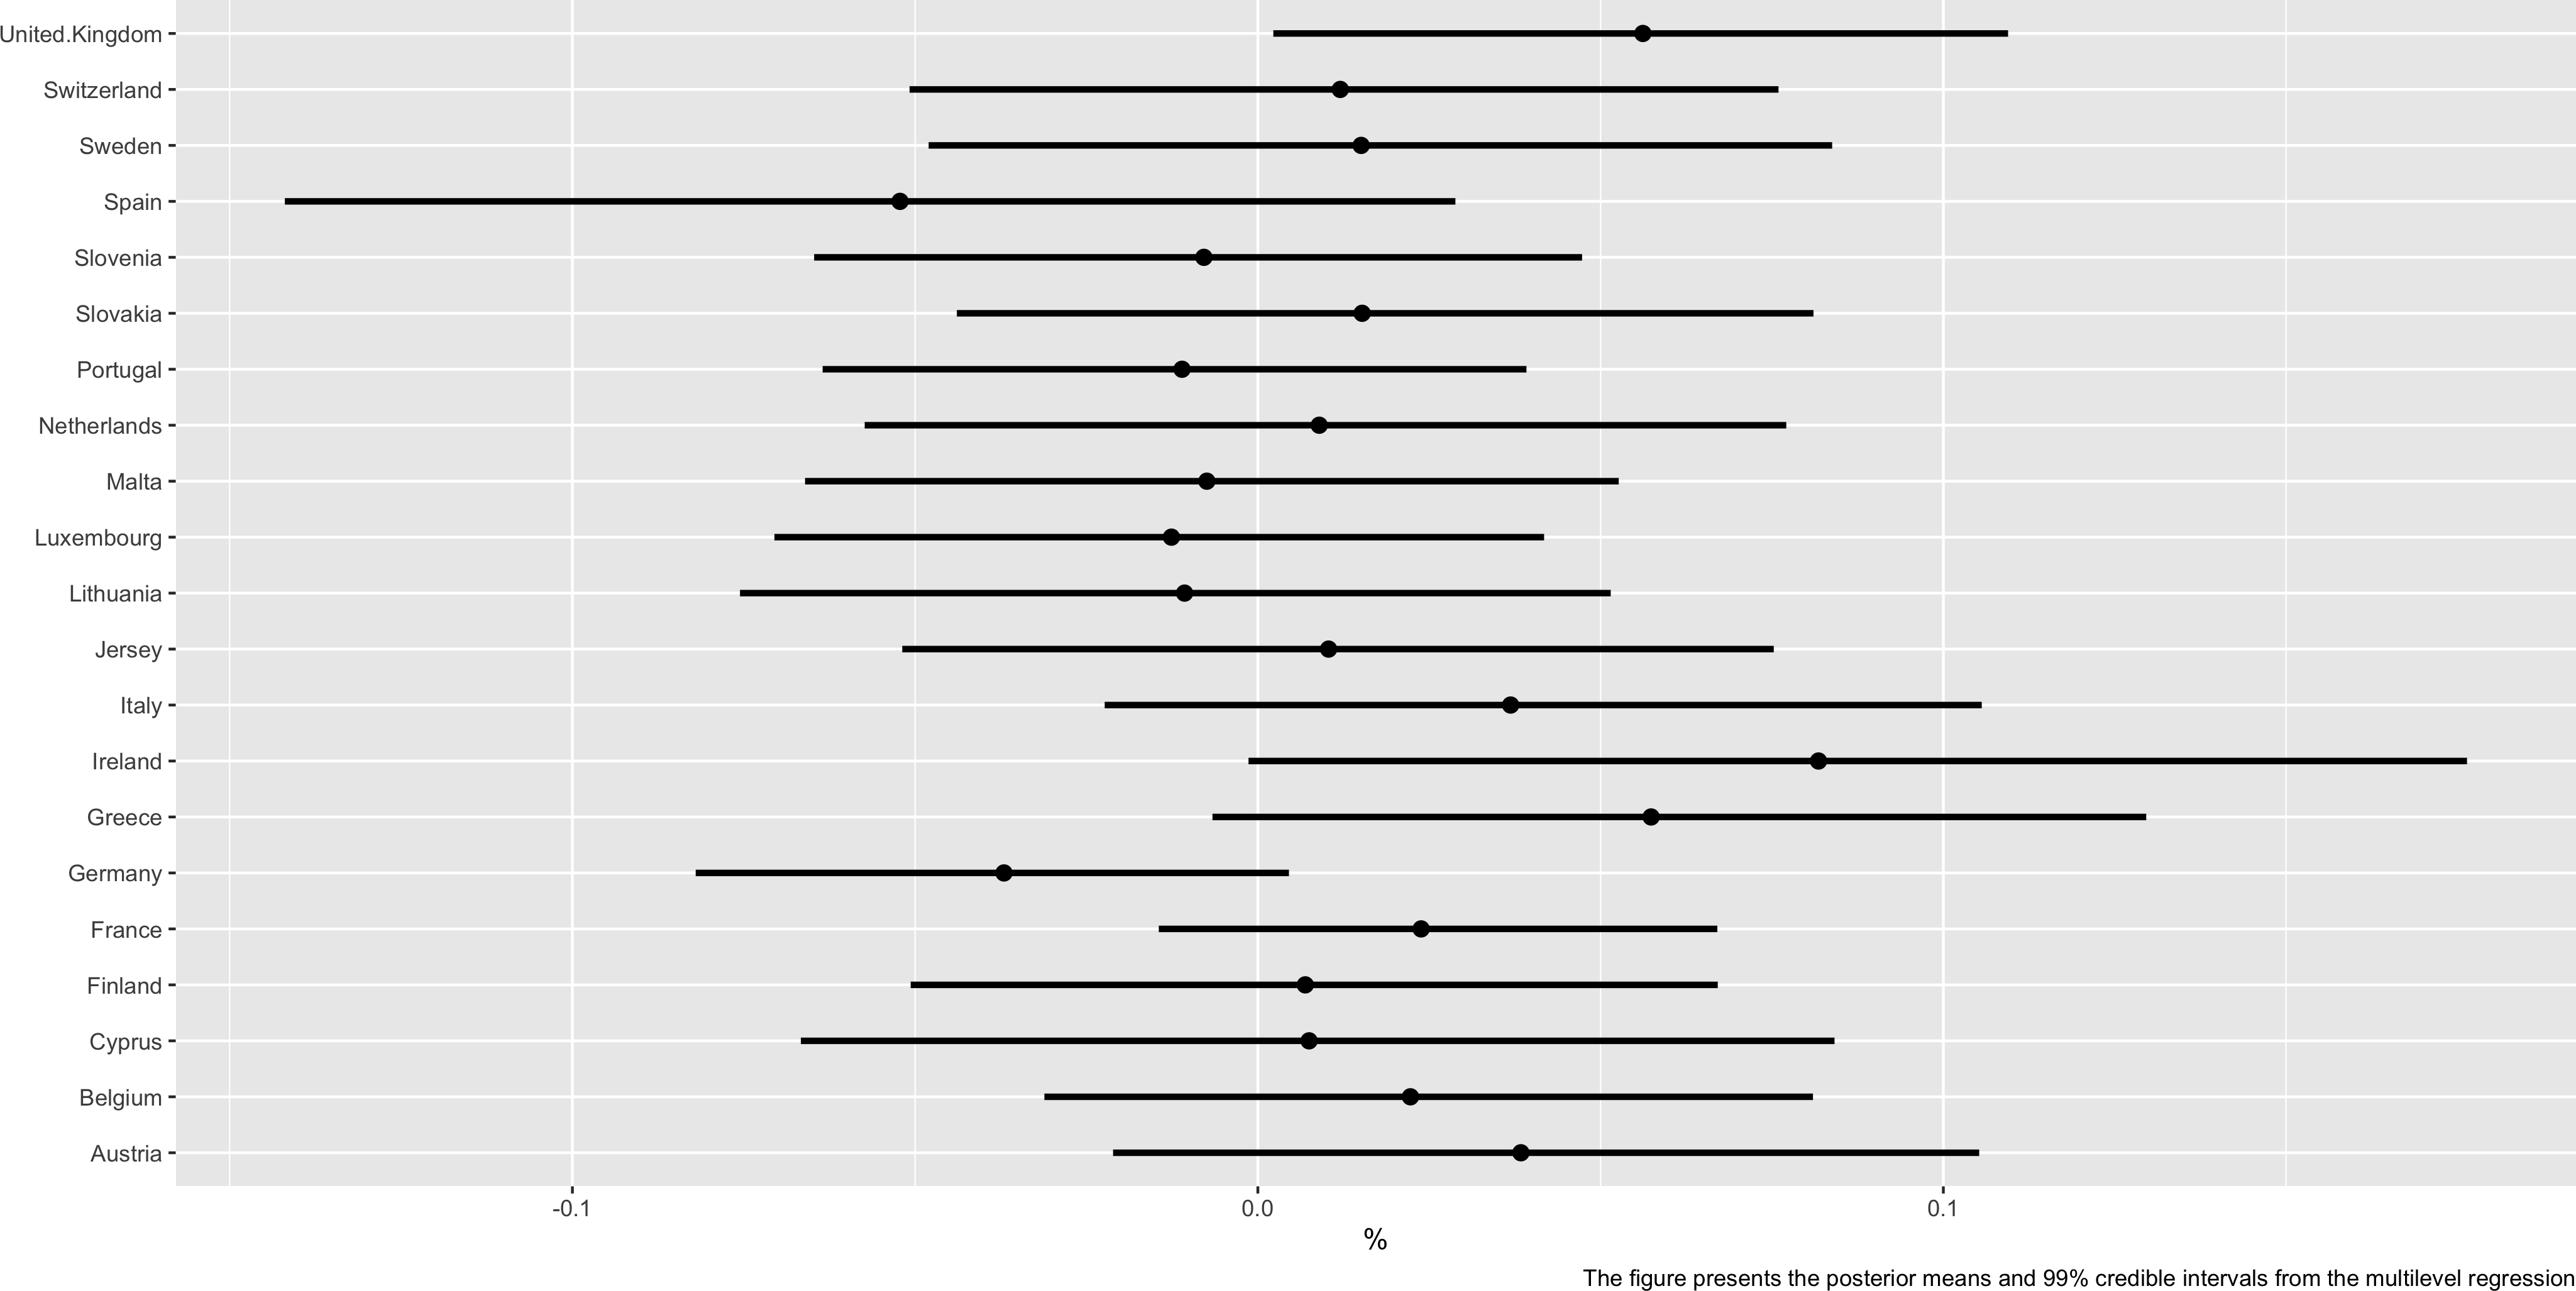 United.Kingdom
Switzerland
Sweden
Spain
Slovenia
Slovakia
Portugal
Netherlands
Malta
Luxembourg
Lithuania
Jersey
Italy
Ireland
Greece
Germany
France
Finland
Cyprus
Belgium
Austria
-0.1 0.0 0.1
%
The figure presents the posterior means and 99% credible intervals from the multilevel regression